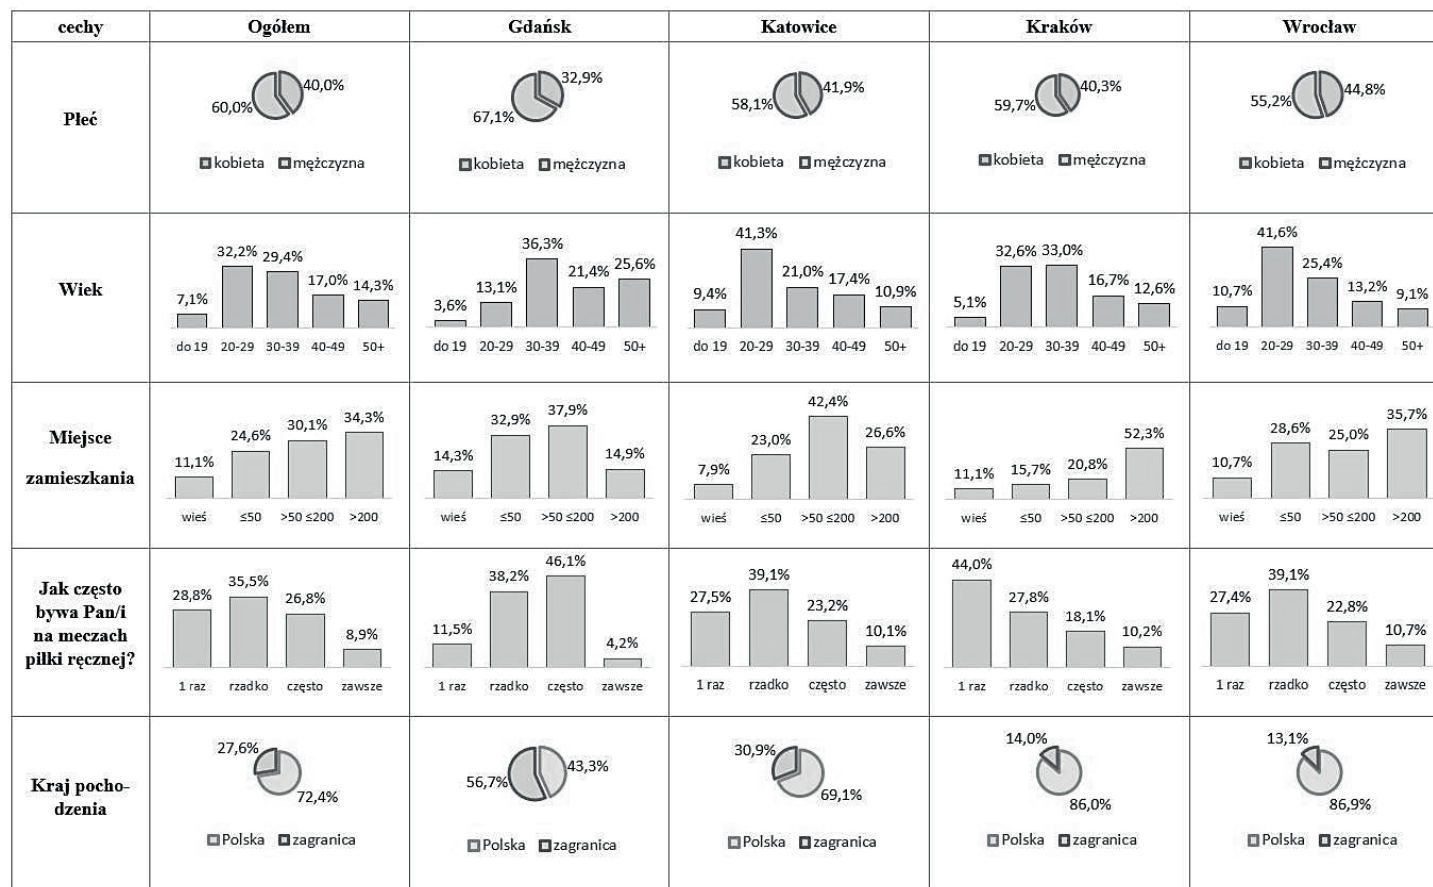 cechy Ogółem Gdańsk Katowice Kraków Wrocław
Płeć
60,0% 40,0%
kobieta mężczyzna
67,1% 32,9%
kobieta mężczyzna
58,1% 41,9%
kobieta mężczyzna
59,7% 40,3%
kobieta mężczyzna
55,2% 44,8%
kobieta mężczyzna
Wiek
7,1% 32,2% 29,4% 17,0% 14,3%
do 19 20-29 30-39 40-49 50+
3,6% 13,1% 36,3% 21,4% 25,6%
do 19 20-29 30-39 40-49 50+
9,4% 41,3% 21,0% 17,4% 10,9%
do 19 20-29 30-39 40-49 50+
5,1% 32,6% 33,0% 16,7% 12,6%
do 19 20-29 30-39 40-49 50+
10,7% 41,6% 25,4% 13,2% 9,1%
do 19 20-29 30-39 40-49 50+
Miejsce
zamieszkania
11,1% 24,6% 30,1% 34,3%
wieś ≤50 >50 ≤200 >200
14,3% 32,9% 37,9% 14,9%
wieś ≤50 >50 ≤200 >200
7,9% 23,0% 42,4% 26,6%
wieś ≤50 >50 ≤200 >200
11,1% 15,7% 20,8% 52,3%
wieś ≤50 >50 ≤200 >200
10,7% 28,6% 25,0% 35,7%
wieś ≤50 >50 ≤200 >200
Jak często
bywa Pan/i
na meczach
piłki ręcznej?
28,8% 35,5% 26,8% 8,9%
1 raz rzadko często zawsze
11,5% 38,2% 46,1% 4,2%
1 raz rzadko często zawsze
27,5% 39,1% 23,2% 10,1%
1 raz rzadko często zawsze
44,0% 27,8% 18,1% 10,2%
1 raz rzadko często zawsze
27,4% 39,1% 22,8% 10,7%
1 raz rzadko często zawsze
Kraj pocho-
dzenia
27,6%
72,4%
Polska zagranica
56,7% 43,3%
Polska zagranica
30,9%
69,1%
Polska zagranica
14,0%
86,0%
Polska zagranica
13,1%
86,9%
Polska zagranica